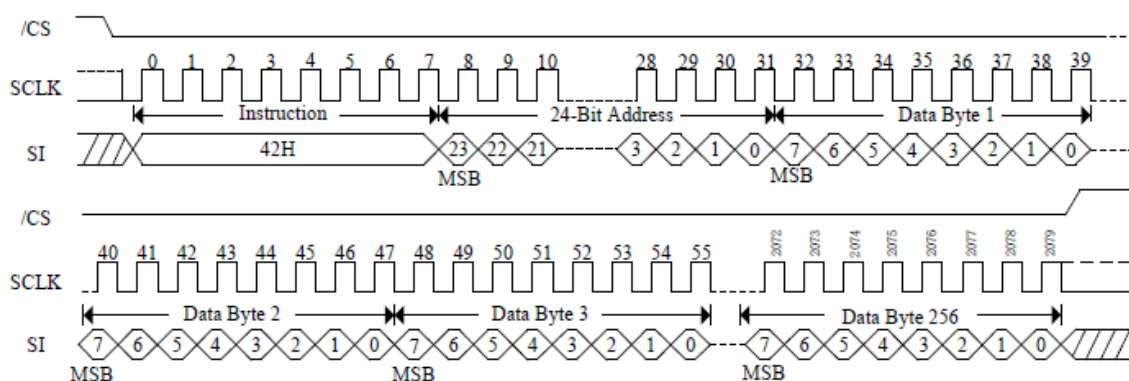 /CS
0 1 2 3 4 5 6 7 8 9 10 28 29 30 31 32 33 34 35 36 37 38 39
SCLK
Instruction 24-Bit Address Data Byte 1
SI 42H 23 22 21 3 2 1 0 7 6 5 4 3 2 1 0
MSB MSB
/CS
40 41 42 43 44 45 46 47 48 49 50 51 52 53 54 55 2072 2073 2074 2075 2076 2077 2078 2079
SCLK
Data Byte 2 Data Byte 3 Data Byte 256
SI 7 6 5 4 3 2 1 0 7 6 5 4 3 2 1 0 7 6 5 4 3 2 1 0
MSB MSB MSB